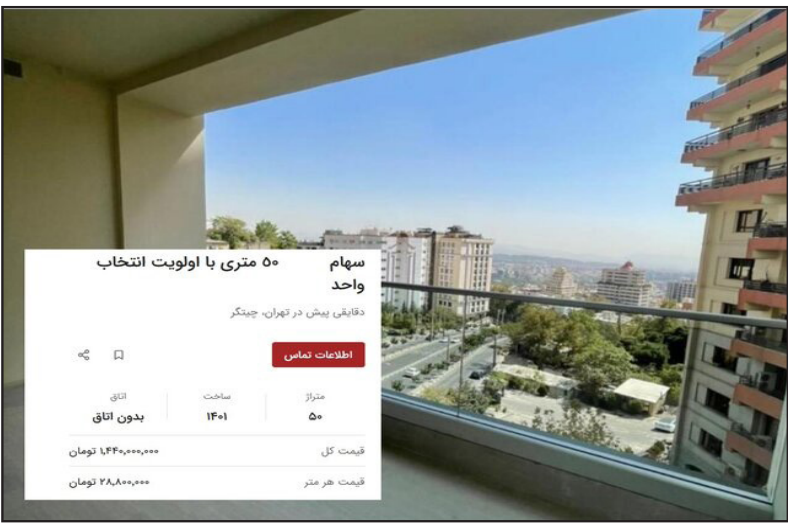 سهام ۵۰ متری با اولویت انتخاب
واحد
دقایقی پیش در تهران، چیتگر
اطلاعات تماس
متراژ ساخت اتاق
۵۰ ۱۴۰۱ بدون اتاق
قیمت کل ۱,۴۴۰,۰۰۰,۰۰۰ تومان
قیمت هر متر ۲۸,۸۰۰,۰۰۰ تومان